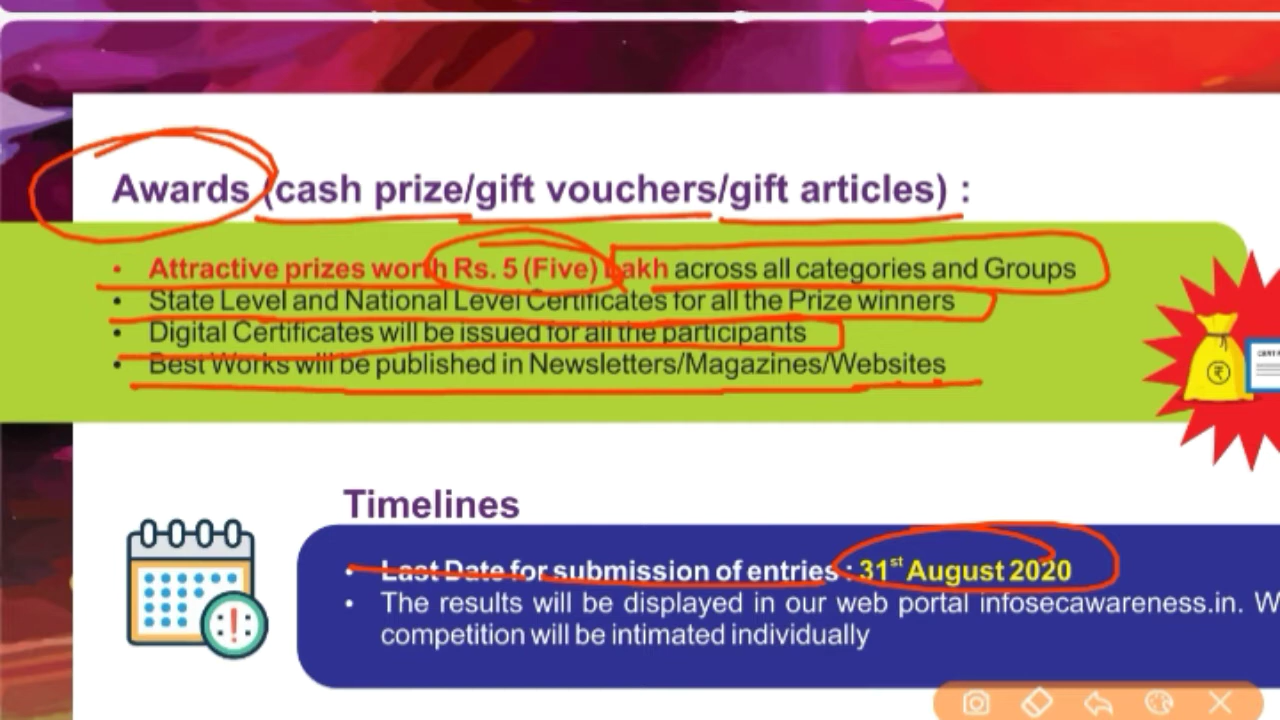 Awards (cash prize/gift vouchers/gift articles) :
• Attractive prizes worth Rs. 5 (Five) Lakh across all categories and Groups
• State Level and National Level Certificates for all the Prize winners
• Digital Certificates will be issued for all the participants
• Best Works will be published in Newsletters/Magazines/Websites
₹
Timelines
• Last Date for submission of entries : 31st August 2020
• The results will be displayed in our web portal infosecawareness.in. W
competition will be intimated individually